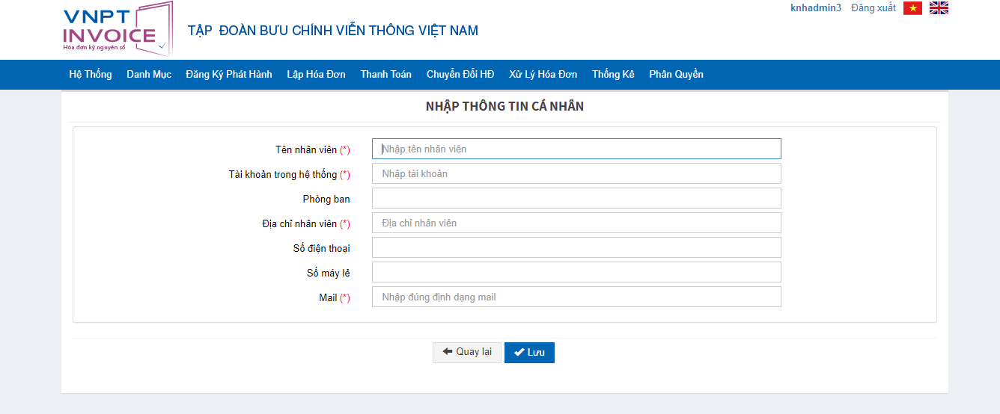 knhadmin3 Đăng xuất
VNPT
INVOICE
Hóa đơn kỷ nguyên số
TẬP ĐOÀN BƯU CHÍNH VIỄN THÔNG VIỆT NAM
Hệ Thống Danh Mục Đăng Ký Phát Hành Lập Hóa Đơn Thanh Toán Chuyển Đổi HĐ Xử Lý Hóa Đơn Thống Kê Phân Quyền
NHẬP THÔNG TIN CÁ NHÂN
Tên nhân viên (*) Nhập tên nhân viên
Tài khoản trong hệ thống (*) Nhập tài khoản
Phòng ban
Địa chỉ nhân viên (*) Địa chỉ nhân viên
Số điện thoại
Số máy lẻ
Mail (*) Nhập đúng định dạng mail
Quay lại Lưu